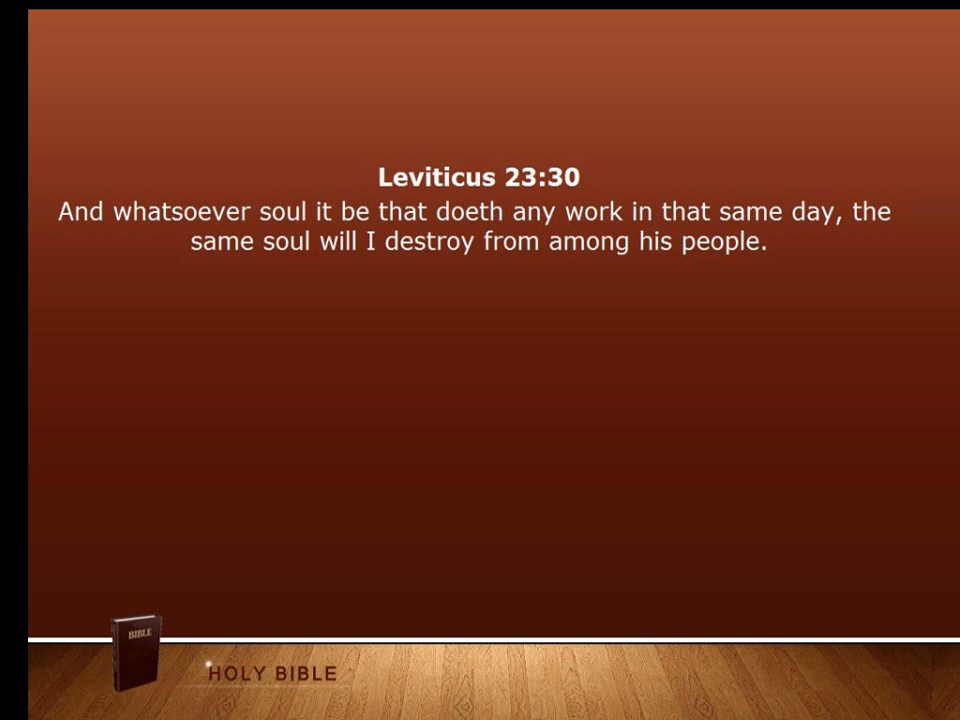 Leviticus 23:30
And whatsoever soul it be that doeth any work in that same day, the
same soul will I destroy from among his people.
BIBLE
HOLY BIBLE